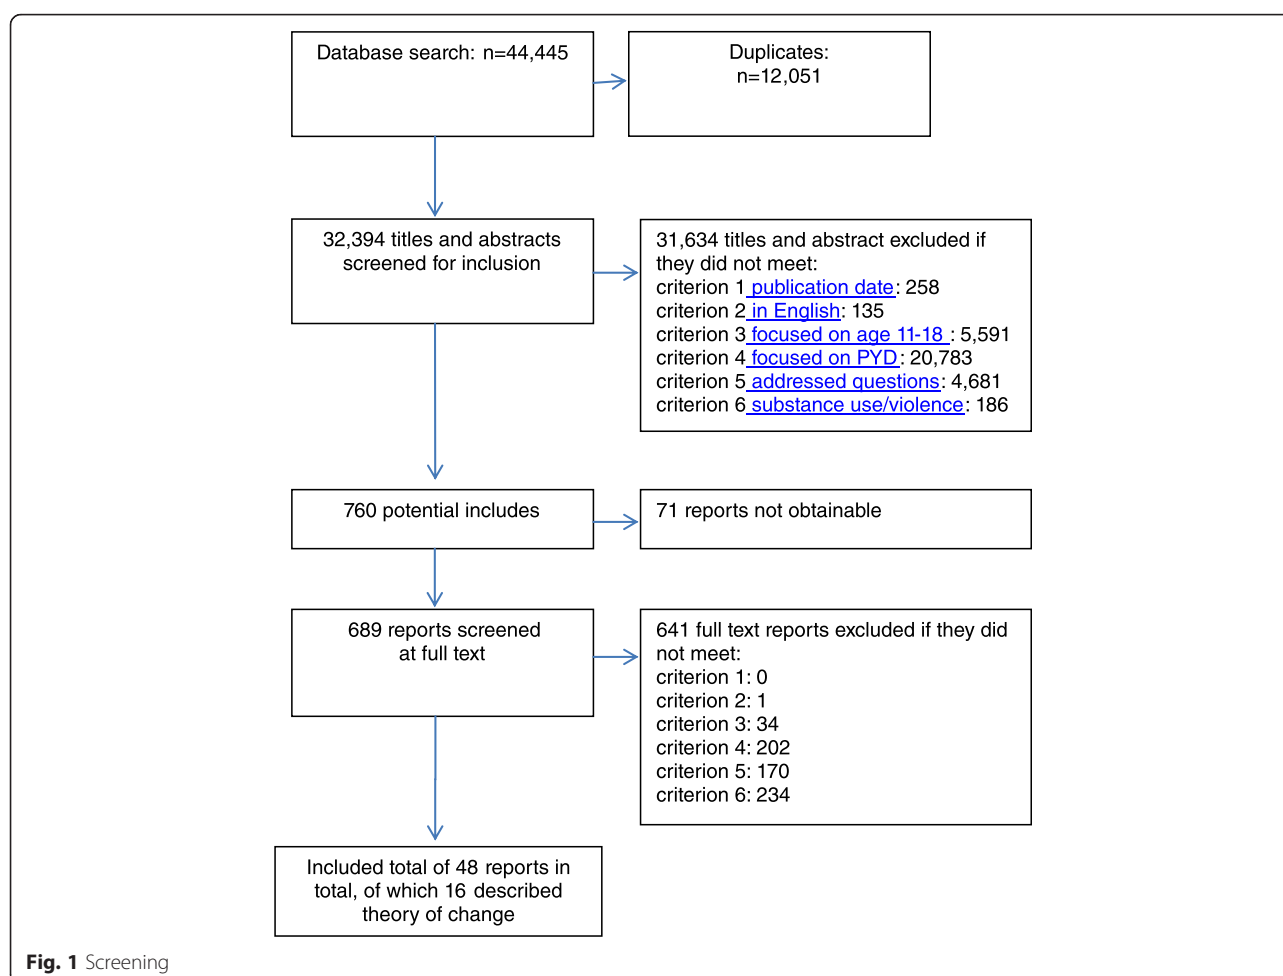 Database search: n=44,445
Duplicates:
n=12,051
32,394 titles and abstracts
screened for inclusion
31,634 titles and abstract excluded if
they did not meet:
criterion 1 publication date: 258
criterion 2 in English: 135
criterion 3 focused on age 11-18 : 5,591
criterion 4 focused on PYD: 20,783
criterion 5 addressed questions: 4,681
criterion 6 substance use/violence: 186
760 potential includes
71 reports not obtainable
689 reports screened
at full text
641 full text reports excluded if they did
not meet:
criterion 1: 0
criterion 2: 1
criterion 3: 34
criterion 4: 202
criterion 5: 170
criterion 6: 234
Included total of 48 reports in
total, of which 16 described
theory of change
Fig. 1 Screening